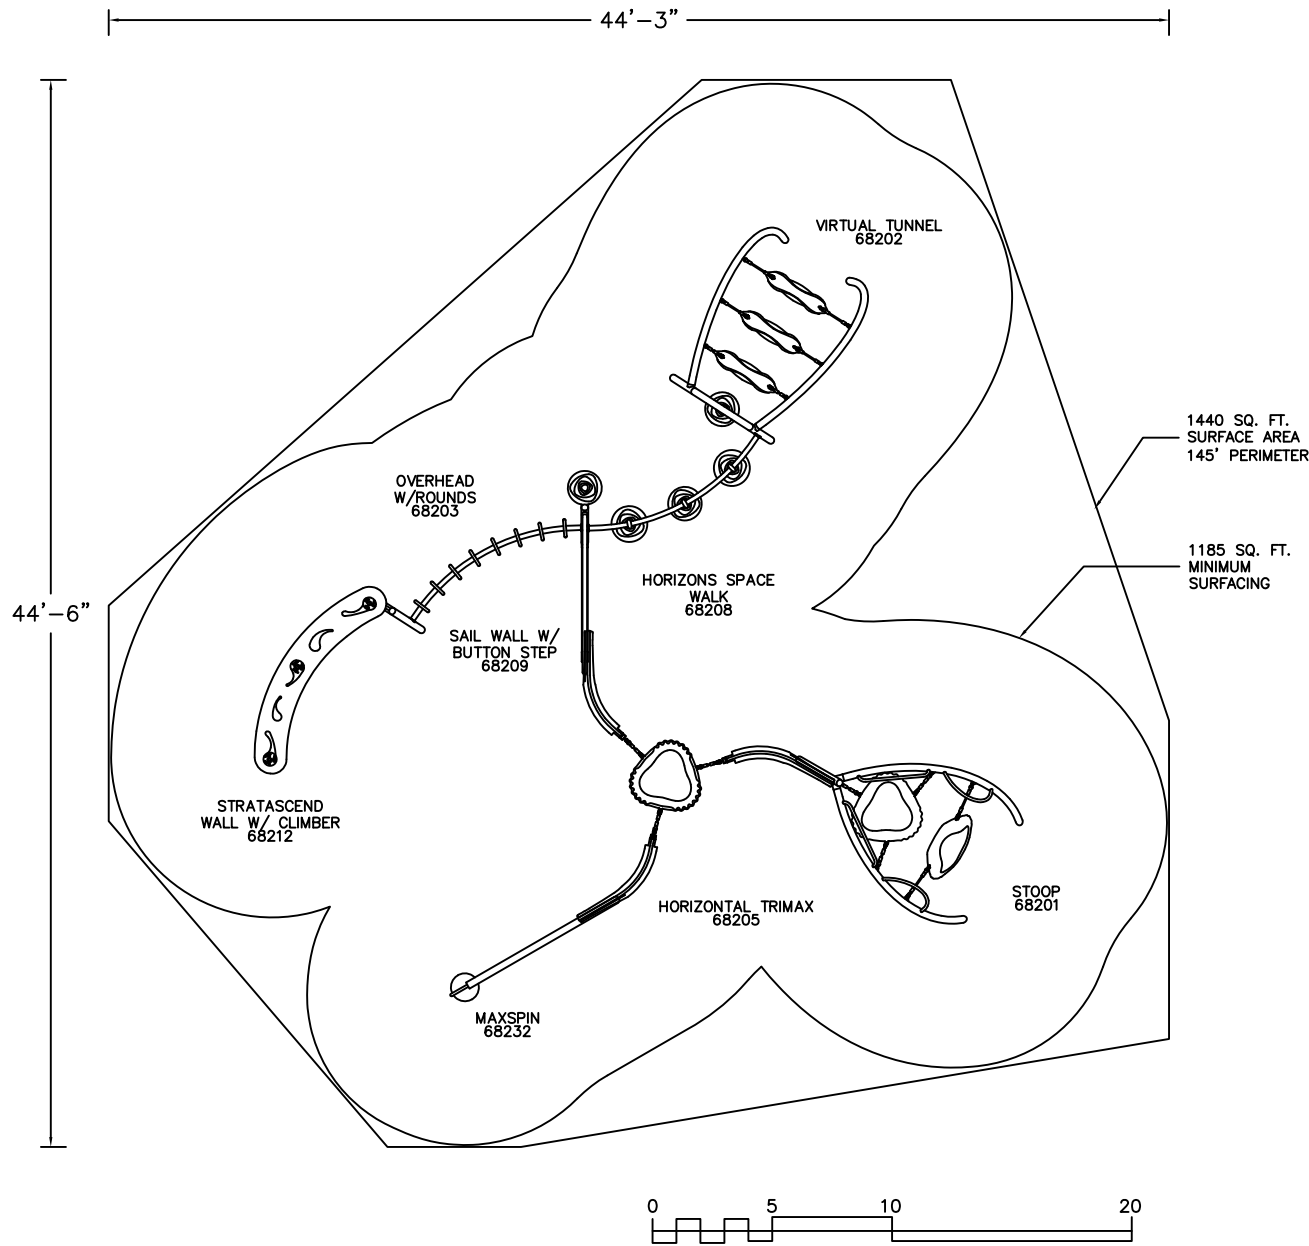 44'-3"
VIRTUAL TUNNEL
68202
1440 SQ. FT.
SURFACE AREA
145' PERIMETER
OVERHEAD
W/ROUNDS
68203
1185 SQ. FT.
MINIMUM
SURFACING
HORIZONS SPACE
WALK
68208
44'-6"
SAIL WALL W/
BUTTON STEP
68209
STRATASCEND
WALL W/ CLIMBER
68212
STOOP
68201
HORIZONTAL TRIMAX
68205
MAXSPIN
68232
0 5 10 20